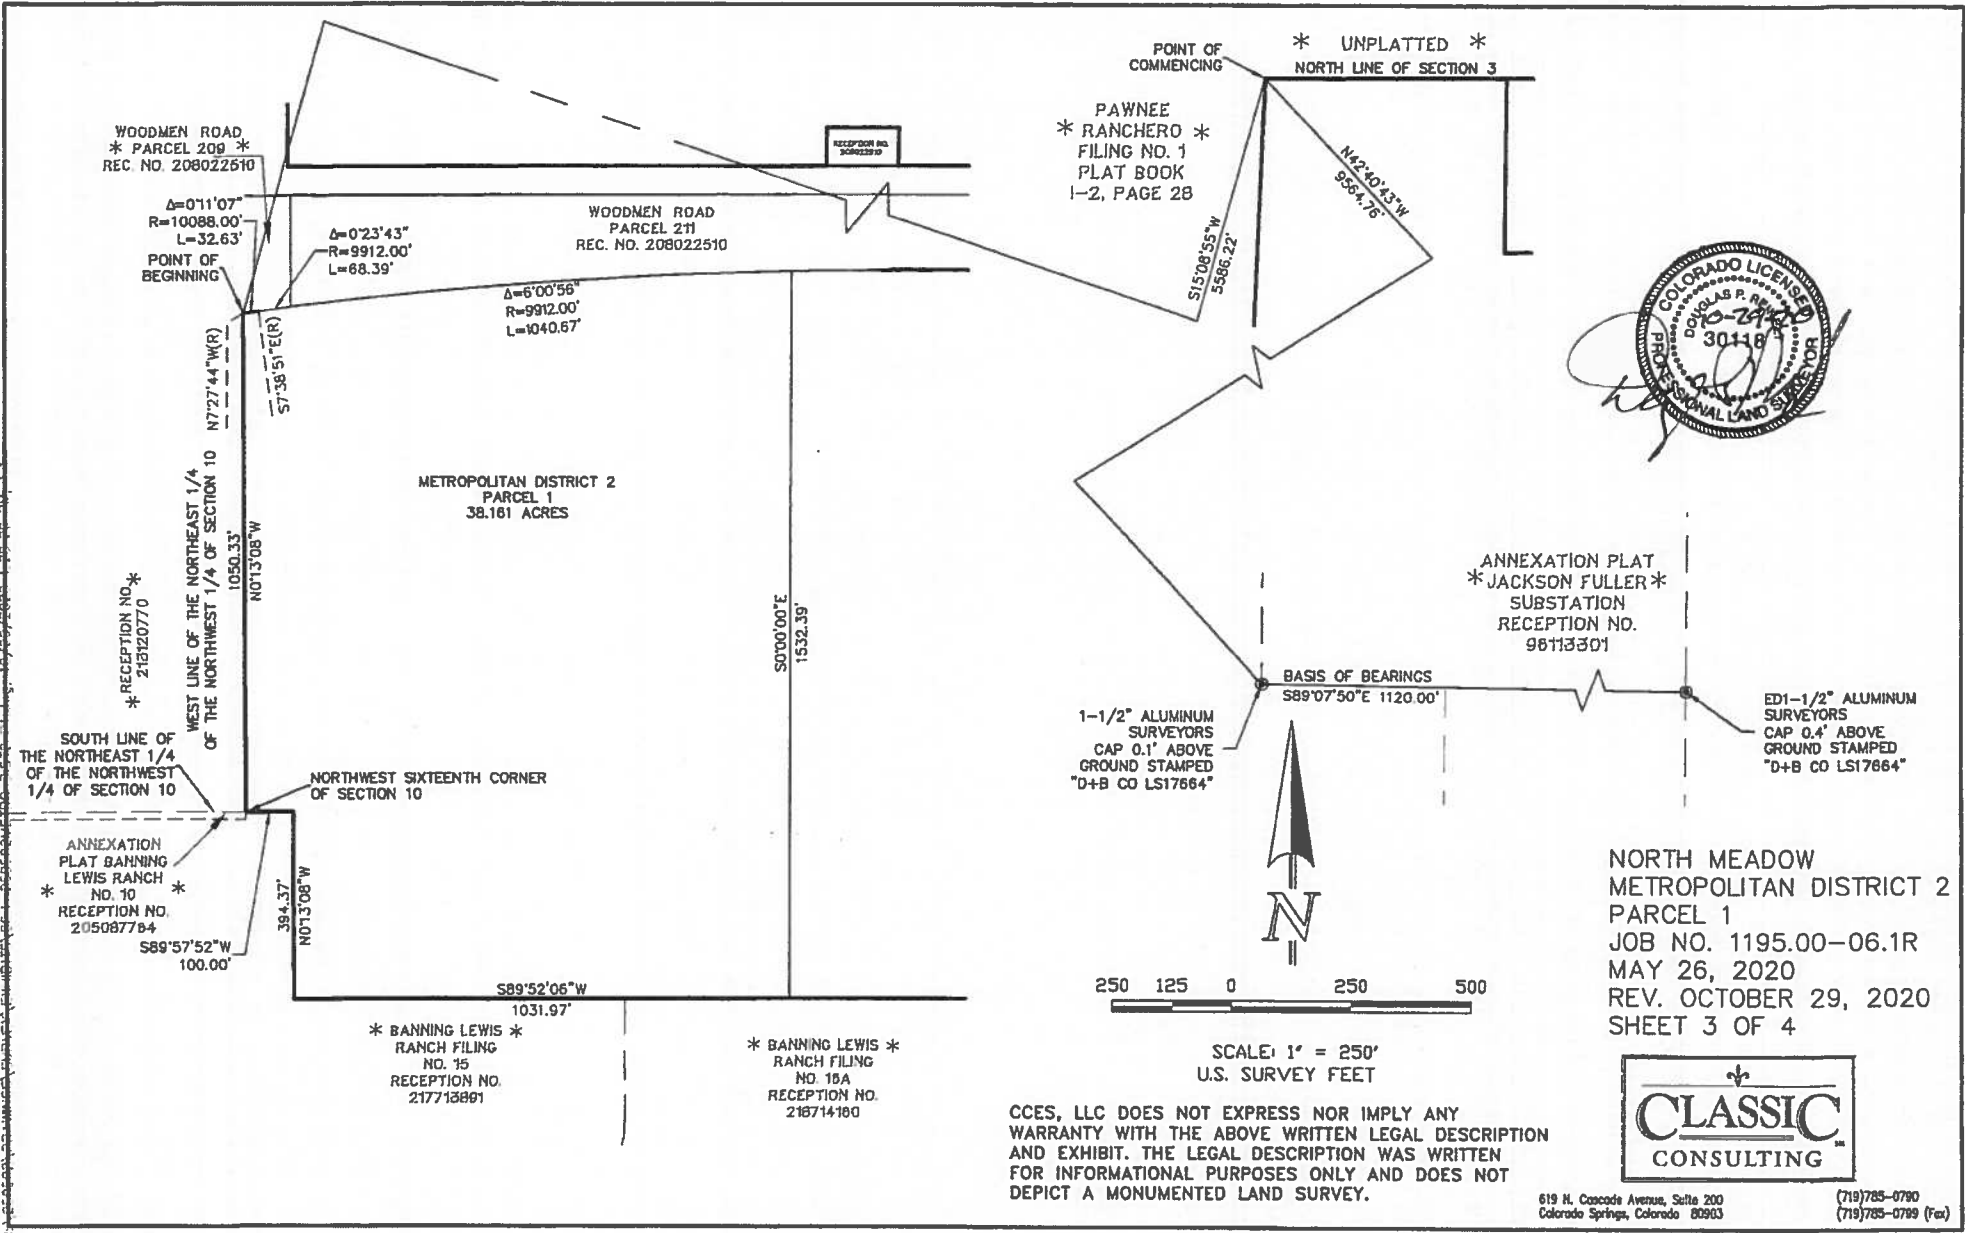 WOODMEN ROAD
* PARCEL 209 *
REC. NO. 208022510
Δ=0°11'07"
R=10088.00'
L=32.63'
POINT OF
BEGINNING
Δ=0°23'43"
R=9912.00'
L=68.39'
RECEPTION NO.
208022510
WOODMEN ROAD
PARCEL 211
REC. NO. 208022510
Δ=6°00'56"
R=9912.00'
L=1040.67'
N7°27'44"W(R)
S7°38'51"E(R)
METROPOLITAN DISTRICT 2
PARCEL 1
38.161 ACRES
WEST LINE OF THE NORTHEAST 1/4
OF THE NORTHWEST 1/4 OF SECTION 10
1050.33'
N0°13'08"W
*RECEPTION NO.*
213120770
S0°00'00"E
1532.39'
SOUTH LINE OF
THE NORTHEAST 1/4
OF THE NORTHWEST
1/4 OF SECTION 10
NORTHWEST SIXTEENTH CORNER
OF SECTION 10
ANNEXATION
PLAT BANNING
LEWIS RANCH
* NO. 10 *
RECEPTION NO.
205087784
S89°57'52"W
100.00'
394.37'
N0°13'08"W
S89°52'06"W
1031.97'
* BANNING LEWIS *
RANCH FILING
NO. 15
RECEPTION NO.
217713891
* BANNING LEWIS *
RANCH FILING
NO. 15A
RECEPTION NO.
218714160
POINT OF
COMMENCING
* UNPLATTED *
NORTH LINE OF SECTION 3
PAWNEE
* RANCHERO *
FILING NO. 1
PLAT BOOK
I-2, PAGE 28
N42°40'43"W
9564.76'
S15°08'55"W
5586.22'
COLORADO LICENSED
DOUGLAS P.
10-29-20
30118
PROFESSIONAL LAND SURVEYOR
ANNEXATION PLAT
*JACKSON FULLER*
SUBSTATION
RECEPTION NO.
98113301
BASIS OF BEARINGS
S89°07'50"E 1120.00'
1-1/2" ALUMINUM
SURVEYORS
CAP 0.1' ABOVE
GROUND STAMPED
"D+B CO LS17664"
ED1-1/2" ALUMINUM
SURVEYORS
CAP 0.4' ABOVE
GROUND STAMPED
"D+B CO LS17664"
N
250 125 0 250 500
SCALE: 1" = 250'
U.S. SURVEY FEET
NORTH MEADOW
METROPOLITAN DISTRICT 2
PARCEL 1
JOB NO. 1195.00-06.1R
MAY 26, 2020
REV. OCTOBER 29, 2020
SHEET 3 OF 4
CCES, LLC DOES NOT EXPRESS NOR IMPLY ANY
WARRANTY WITH THE ABOVE WRITTEN LEGAL DESCRIPTION
AND EXHIBIT. THE LEGAL DESCRIPTION WAS WRITTEN
FOR INFORMATIONAL PURPOSES ONLY AND DOES NOT
DEPICT A MONUMENTED LAND SURVEY.
CLASSIC
CONSULTING
619 N. Cascade Avenue, Suite 200
Colorado Springs, Colorado 80903
(719)785-0790
(719)785-0799 (Fax)